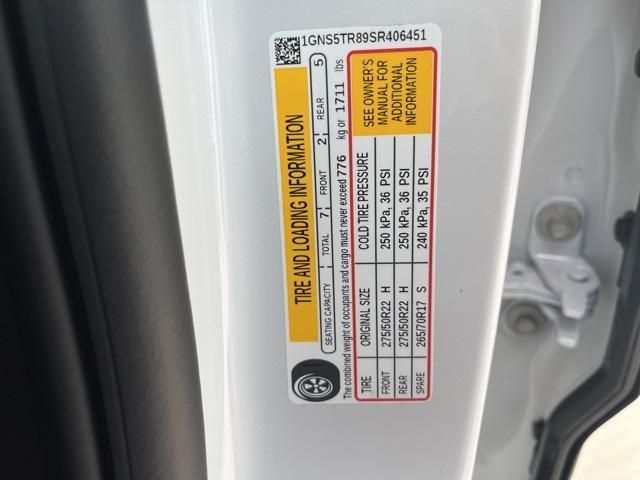 1GNS5TR89SR406451
TIRE AND LOADING INFORMATION
SEATING CAPACITY TOTAL 7 FRONT 2 REAR 5
The combined weight of occupants and cargo must never exceed 776 kg or 1711 lbs
TIRE ORIGINAL SIZE COLD TIRE PRESSURE
FRONT 275/50R22 H 250 kPa, 36 PSI
REAR 275/50R22 H 250 kPa, 36 PSI
SPARE 265/70R17 S 240 kPa, 35 PSI
SEE OWNER'S
MANUAL FOR
ADDITIONAL
INFORMATION